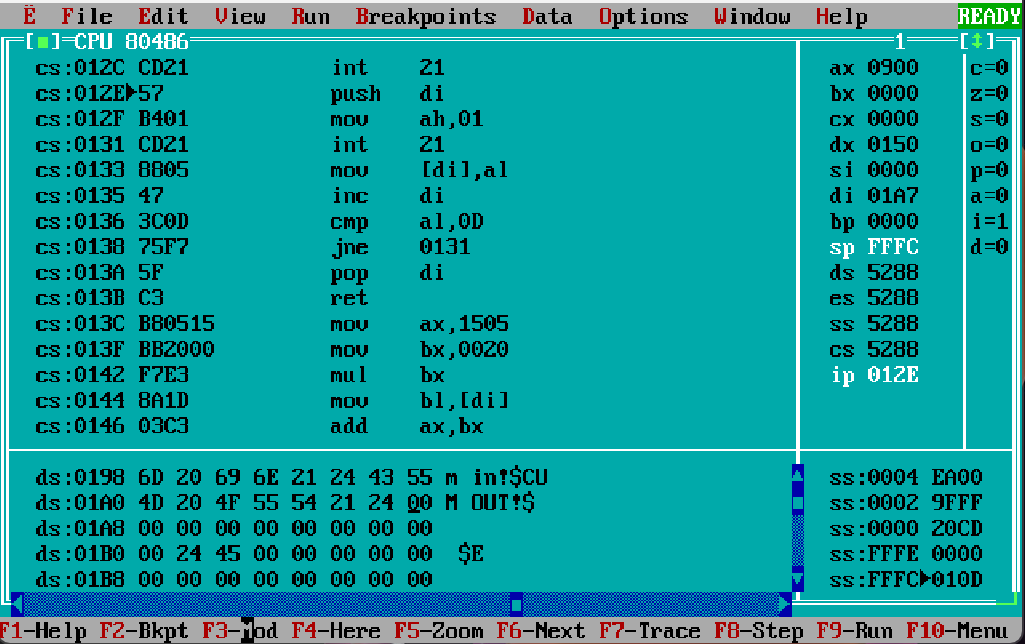 Ë File Edit View Run Breakpoints Data Options Window Help READY
[■]=CPU 80486 1 [↕]
cs:012C CD21 int 21 ax 0900 c=0
cs:012E►57 push di bx 0000 z=0
cs:012F B401 mov ah,01 cx 0000 s=0
cs:0131 CD21 int 21 dx 0150 o=0
cs:0133 8805 mov [di],al si 0000 p=0
cs:0135 47 inc di di 01A7 a=0
cs:0136 3C0D cmp al,0D bp 0000 i=1
cs:0138 75F7 jne 0131 sp FFFC d=0
cs:013A 5F pop di ds 5288
cs:013B C3 ret es 5288
cs:013C B80515 mov ax,1505 ss 5288
cs:013F BB2000 mov bx,0020 cs 5288
cs:0142 F7E3 mul bx ip 012E
cs:0144 8A1D mov bl,[di]
cs:0146 03C3 add ax,bx
ds:0198 6D 20 69 6E 21 24 43 55 m in!$CU ss:0004 EA00
ds:01A0 4D 20 4F 55 54 21 24 00 M OUT!$ ss:0002 9FFF
ds:01A8 00 00 00 00 00 00 00 00 ss:0000 20CD
ds:01B0 00 24 45 00 00 00 00 00 $E ss:FFFE 0000
ds:01B8 00 00 00 00 00 00 00 00 ss:FFFC►010D
F1-Help F2-Bkpt F3-Mod F4-Here F5-Zoom F6-Next F7-Trace F8-Step F9-Run F10-Menu